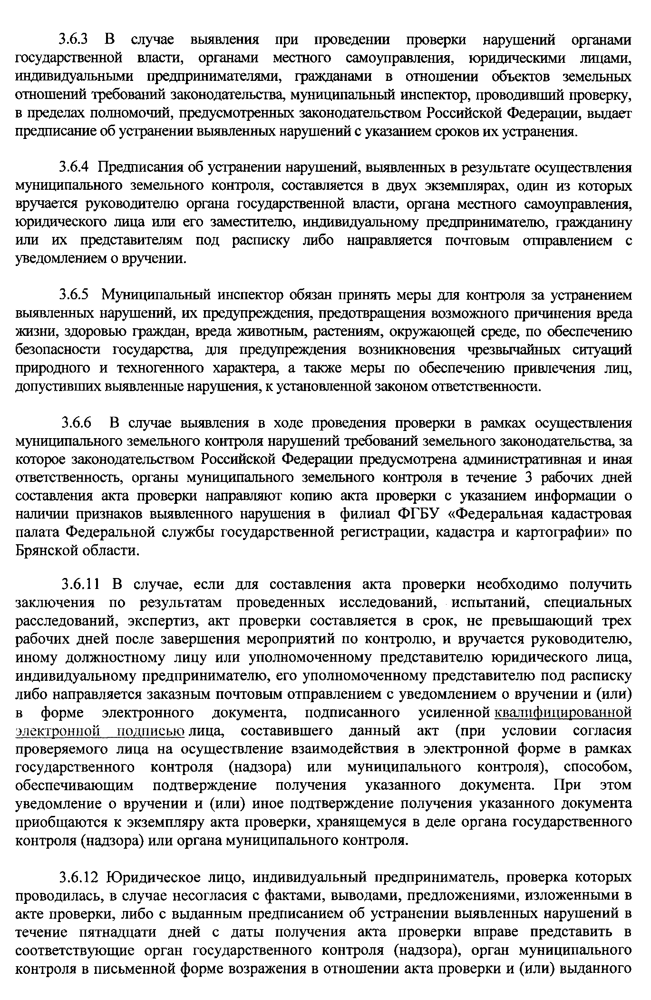 3.6.3 В случае выявления при проведении проверки нарушений органами
государственной власти, органами местного самоуправления, юридическими лицами,
индивидуальными предпринимателями, гражданами в отношении объектов земельных
отношений требований законодательства, муниципальный инспектор, проводивший проверку,
в пределах полномочий, предусмотренных законодательством Российской Федерации, выдает
предписание об устранении выявленных нарушений с указанием сроков их устранения.
3.6.4 Предписания об устранении нарушений, выявленных в результате осуществления
муниципального земельного контроля, составляется в двух экземплярах, один из которых
вручается руководителю органа государственной власти, органа местного самоуправления,
юридического лица или его заместителю, индивидуальному предпринимателю, гражданину
или их представителям под расписку либо направляется почтовым отправлением с
уведомлением о вручении.
3.6.5 Муниципальный инспектор обязан принять меры для контроля за устранением
выявленных нарушений, их предупреждения, предотвращения возможного причинения вреда
жизни, здоровью граждан, вреда животным, растениям, окружающей среде, по обеспечению
безопасности государства, для предупреждения возникновения чрезвычайных ситуаций
природного и техногенного характера, а также меры по обеспечению привлечения лиц,
допустивших выявленные нарушения, к установленной законом ответственности.
3.6.6 В случае выявления в ходе проведения проверки в рамках осуществления
муниципального земельного контроля нарушений требований земельного законодательства, за
которое законодательством Российской Федерации предусмотрена административная и иная
ответственность, органы муниципального земельного контроля в течение 3 рабочих дней
составления акта проверки направляют копию акта проверки с указанием информации о
наличии признаков выявленного нарушения в филиал ФГБУ «Федеральная кадастровая
палата Федеральной службы государственной регистрации, кадастра и картографии» по
Брянской области.
3.6.11 В случае, если для составления акта проверки необходимо получить
заключения по результатам проведенных исследований, испытаний, специальных
расследований, экспертиз, акт проверки составляется в срок, не превышающий трех
рабочих дней после завершения мероприятий по контролю, и вручается руководителю,
иному должностному лицу или уполномоченному представителю юридического лица,
индивидуальному предпринимателю, его уполномоченному представителю под расписку
либо направляется заказным почтовым отправлением с уведомлением о вручении и (или)
в форме электронного документа, подписанного усиленной квалифицированной
электронной подписью лица, составившего данный акт (при условии согласия
проверяемого лица на осуществление взаимодействия в электронной форме в рамках
государственного контроля (надзора) или муниципального контроля), способом,
обеспечивающим подтверждение получения указанного документа. При этом
уведомление о вручении и (или) иное подтверждение получения указанного документа
приобщаются к экземпляру акта проверки, хранящемуся в деле органа государственного
контроля (надзора) или органа муниципального контроля.
3.6.12 Юридическое лицо, индивидуальный предприниматель, проверка которых
проводилась, в случае несогласия с фактами, выводами, предложениями, изложенными в
акте проверки, либо с выданным предписанием об устранении выявленных нарушений в
течение пятнадцати дней с даты получения акта проверки вправе представить в
соответствующие орган государственного контроля (надзора), орган муниципального
контроля в письменной форме возражения в отношении акта проверки и (или) выданного